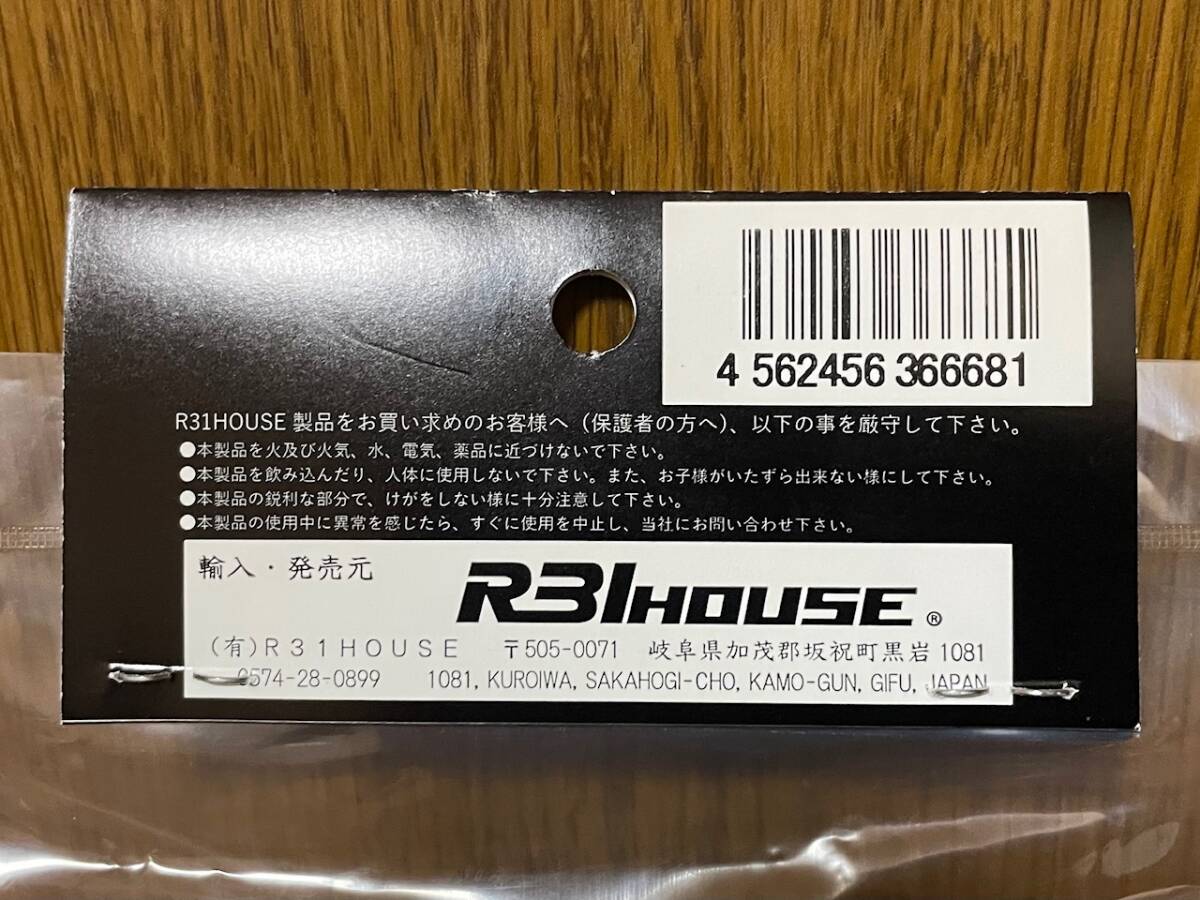 4 562456 366681
R31HOUSE 製品をお買い求めのお客様へ（保護者の方へ）、以下の事を厳守して下さい。
●本製品を火及び火気、水、電気、薬品に近づけないで下さい。
●本製品を飲み込んだり、人体に使用しないで下さい。また、お子様がいたずら出来ない様にして下さい。
●本製品の鋭利な部分で、けがをしない様に十分注意して下さい。
●本製品の使用中に異常を感じたら、すぐに使用を中止し、当社にお問い合わせ下さい。
輸入・発売元
R31HOUSE ®
(有)R31HOUSE 〒505-0071 岐阜県加茂郡坂祝町黒岩1081
0574-28-0899 1081, KUROIWA, SAKAHOGI-CHO, KAMO-GUN, GIFU, JAPAN